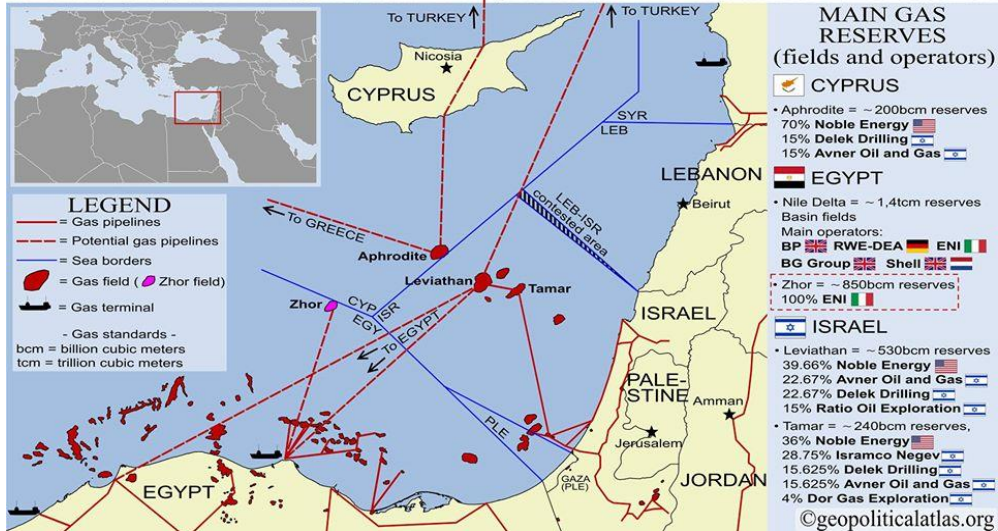 To TURKEY
To TURKEY
Nicosia
CYPRUS
SYR
LEB
LEBANON
Beirut
LEB-ISR
contested area
To GREECE
Aphrodite
Leviathan
Tamar
Zhor
CYP
ISR
EGY
To EGYPT
ISRAEL
PALE-
STINE
Amman
Jerusalem
PLE
GAZA
(PLE)
EGYPT
JORDAN
LEGEND
= Gas pipelines
= Potential gas pipelines
= Sea borders
= Gas field ( Zhor field)
= Gas terminal
- Gas standards -
bcm = billion cubic meters
tcm = trillion cubic meters
MAIN GAS
RESERVES
(fields and operators)
CYPRUS
• Aphrodite = ~200bcm reserves
70% Noble Energy
15% Delek Drilling
15% Avner Oil and Gas
EGYPT
• Nile Delta = ~1,4tcm reserves
Basin fields
Main operators:
BP RWE-DEA ENI
BG Group Shell
• Zhor = ~850bcm reserves
100% ENI
ISRAEL
• Leviathan = ~530bcm reserves
39.66% Noble Energy
22.67% Avner Oil and Gas
22.67% Delek Drilling
15% Ratio Oil Exploration
• Tamar = ~240bcm reserves,
36% Noble Energy
28.75% Isramco Negev
15.625% Delek Drilling
15.625% Avner Oil and Gas
4% Dor Gas Exploration
©geopoliticalatlas.org